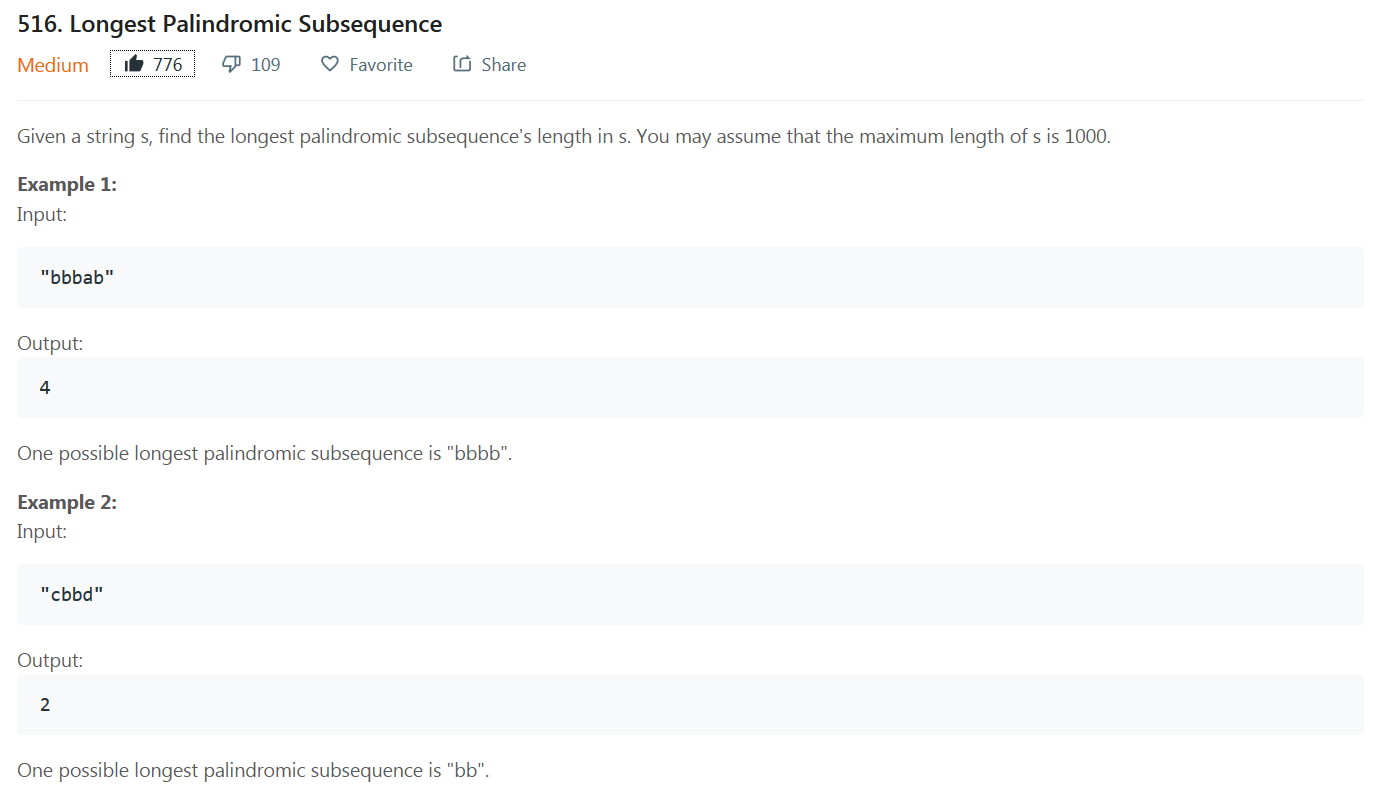 516. Longest Palindromic Subsequence
Medium 776 109 Favorite Share
Given a string s, find the longest palindromic subsequence's length in s. You may assume that the maximum length of s is 1000.
Example 1:
Input:
"bbbab"
Output:
4
One possible longest palindromic subsequence is "bbbb".
Example 2:
Input:
"cbbd"
Output:
2
One possible longest palindromic subsequence is "bb".